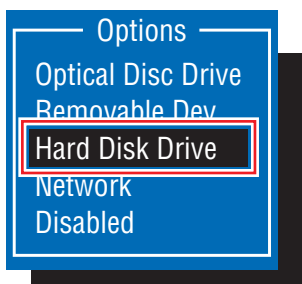 Options
Optical Disc Drive
Removable Dev
Hard Disk Drive
Network
Disabled